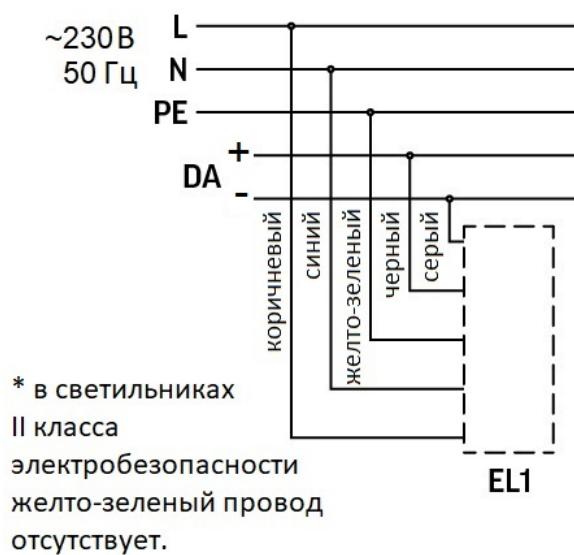 ~230 В
50 Гц
L
N
PE
DA
+
-
коричневый
синий
желто-зеленый
черный
серый
EL1
* в светильниках
II класса
электробезопасности
желто-зеленый провод
отсутствует.